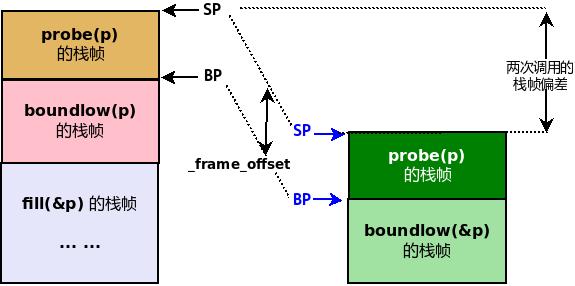 SP
probe(p)
的栈帧
BP
boundlow(p)
的栈帧
fill(&p) 的栈帧
... ...
_frame_offset
两次调用的
栈帧偏差
SP
probe(p)
的栈帧
BP
boundlow(&p)
的栈帧